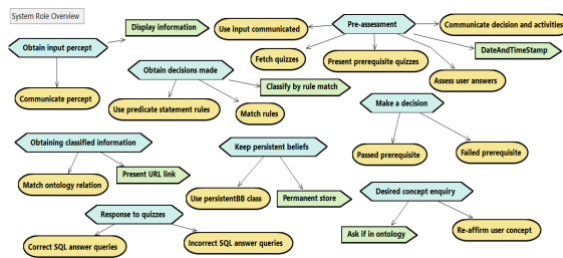 System Role Overview
Display information
Use input communicated
Pre-assessment
Communicate decision and activities
Obtain input percept
Fetch quizzes
Present prerequisite quizzes
DateAndTimeStamp
Obtain decisions made
Assess user answers
Classify by rule match
Communicate percept
Use predicate statement rules
Match rules
Make a decision
Obtaining classified information
Keep persistent beliefs
Passed prerequisite
Failed prerequisite
Present URL link
Match ontology relation
Use persistentBB class
Permanent store
Desired concept enquiry
Response to quizzes
Ask if in ontology
Re-affirm user concept
Correct SQL answer queries
Incorrect SQL answer queries